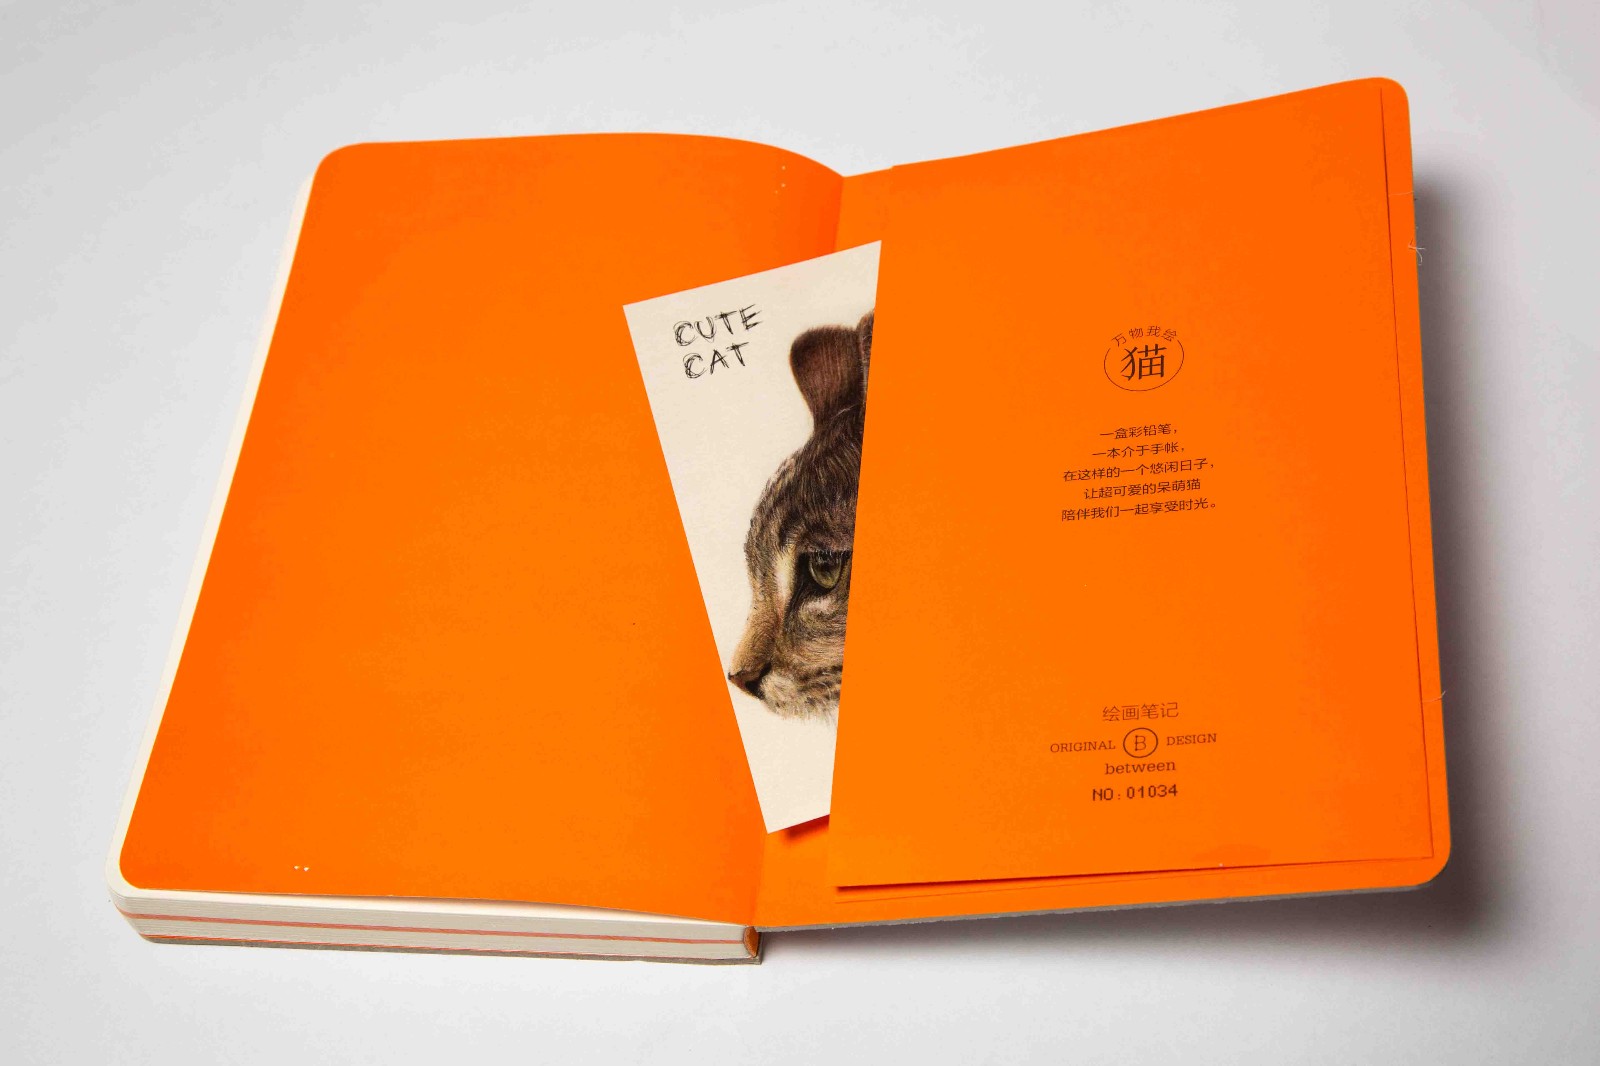 CUTE
CAT
万物我绘
猫
一盒彩铅笔，
一本介于手帐，
在这样的一个悠闲日子，
让超可爱的呆萌猫
陪伴我们一起享受时光。
绘画笔记
ORIGINAL B DESIGN
between
NO:01034